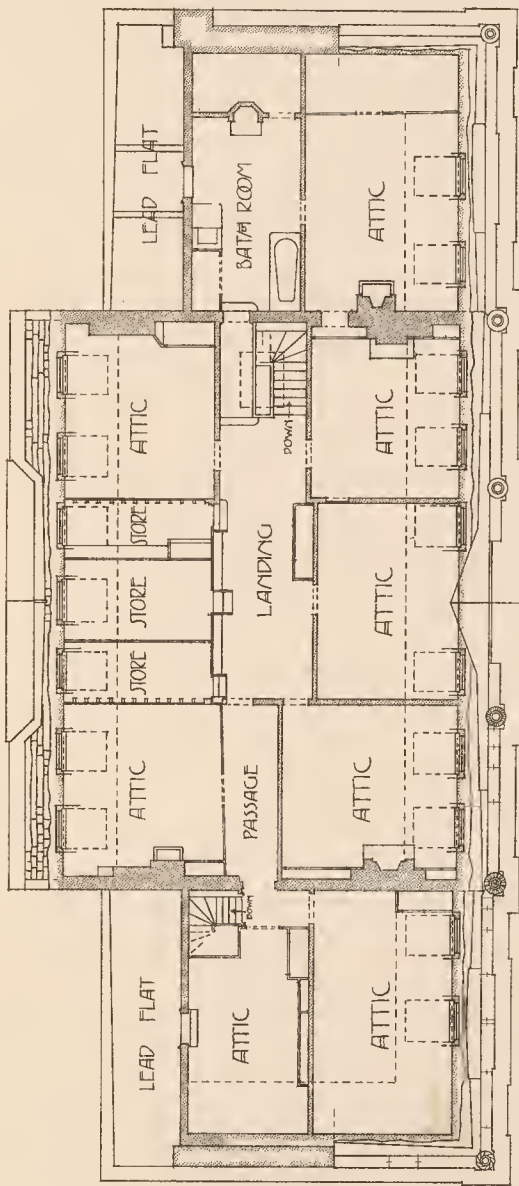 LEAD FLAT
ATTIC
STORE
STORE
STORE
ATTIC
LEAD FLAT
ATTIC
DOWN
PASSAGE
LANDING
DOWN
BATH ROOM
ATTIC
ATTIC
ATTIC
ATTIC
ATTIC